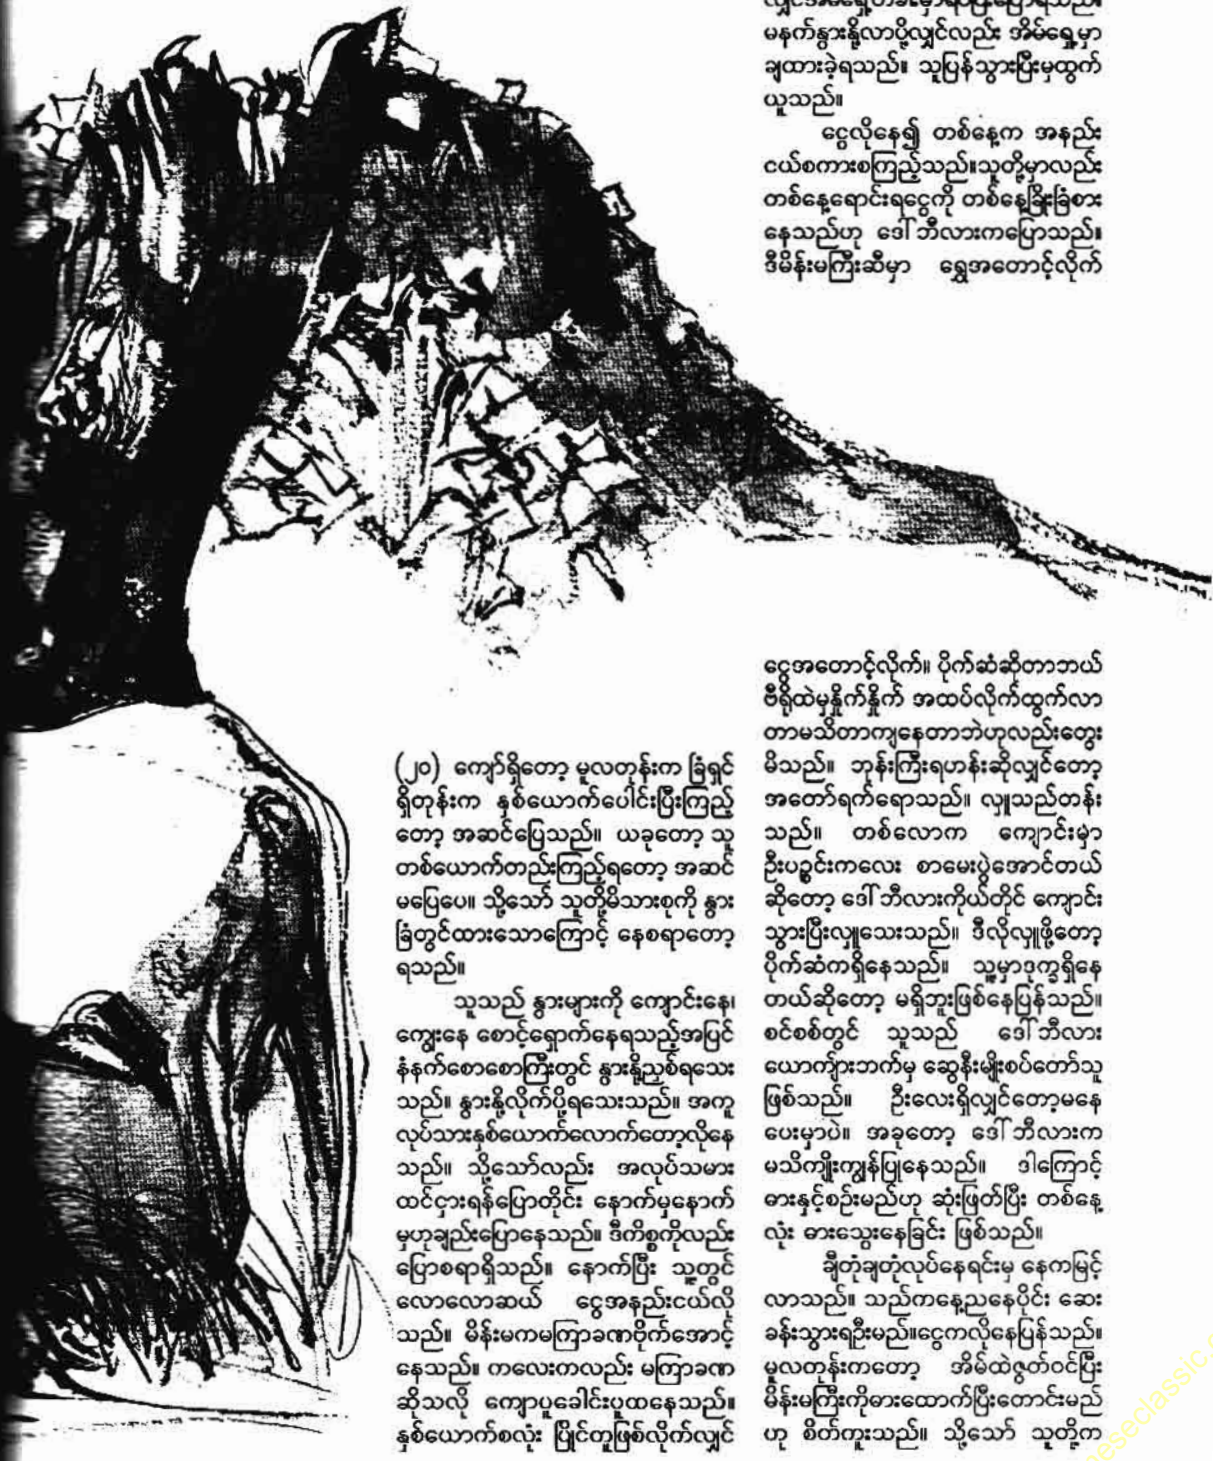 (၂၀) ကျော်ရှိတော့ မူလတုန်းက ခြံရှင်
ရှိတုန်းက နှစ်ယောက်ပေါင်းပြီးကြည့်
တော့ အဆင်ပြေသည်။ ယခုတော့ သူ
တစ်ယောက်တည်းကြည့်ရတော့ အဆင်
မပြေပေ။ သို့သော် သူတို့မိသားစုကို နွား
ခြံတွင်ထားသောကြောင့် နေစရာတော့
ရသည်။
သူသည် နွားများကို ကျောင်းနေ၊
ကျွေးနေ စောင့်ရှောက်နေရသည့်အပြင်
နံနက်စောစောကြီးတွင် နွားနို့ညှစ်ရသေး
သည်။ နွားနို့လိုက်ပို့ရသေးသည်။ အကူ
လုပ်သားနှစ်ယောက်လောက်တော့လိုနေ
သည်။ သို့သော်လည်း အလုပ်သမား
ထင်ငှားရန်ပြောတိုင်း နောက်မှနောက်
မှဟုချည်းပြောနေသည်။ ဒီကိစ္စကိုလည်း
ပြောစရာရှိသည်။ နောက်ပြီး သူ့တွင်
လောလောဆယ် ငွေအနည်းငယ်လို
သည်။ မိန်းမကမကြာခဏဗိုက်အောင့်
နေသည်။ ကလေးကလည်း မကြာခဏ
ဆိုသလို ကျောပူခေါင်းပူထနေသည်။
နှစ်ယောက်စလုံး ပြိုင်တူဖြစ်လိုက်လျှင်
လျှင်အိမ်ရှေ့တခါးမှာရပ်ပြီးပြောရသည်။
မနက်နွားနို့လာပို့လျှင်လည်း အိမ်ရှေ့မှာ
ချထားခဲ့ရသည်။ သူပြန်သွားပြီးမှထွက်
ယူသည်။
ငွေလိုနေ၍ တစ်နေ့က အနည်း
ငယ်စကားစကြည့်သည်။သူတို့မှာလည်း
တစ်နေ့ရောင်းရငွေကို တစ်နေ့ခြိုးခြံစား
နေသည်ဟု ဒေါ်ဘီလားကပြောသည်။
ဒီမိန်းမကြီးဆီမှာ ရွှေအတောင့်လိုက်
ငွေအတောင့်လိုက်။ ပိုက်ဆံဆိုတာဘယ်
ဗီရိုထဲမှနှိုက်နှိုက် အထပ်လိုက်ထွက်လာ
တာမသိတာကျနေတာဘဲဟုလည်းတွေး
မိသည်။ ဘုန်းကြီးရဟန်းဆိုလျှင်တော့
အတော်ရက်ရောသည်။ လှူသည်တန်း
သည်။ တစ်လောက ကျောင်းမှာ
ဦးပဉ္စင်းကလေး စာမေးပွဲအောင်တယ်
ဆိုတော့ ဒေါ်ဘီလားကိုယ်တိုင် ကျောင်း
သွားပြီးလှူသေးသည်။ ဒီလိုလှူဖို့တော့
ပိုက်ဆံကရှိနေသည်။ သူ့မှာဒုက္ခရှိနေ
တယ်ဆိုတော့ မရှိဘူးဖြစ်နေပြန်သည်။
စင်စစ်တွင် သူသည် ဒေါ်ဘီလား
ယောကျ်ားဘက်မှ ဆွေနီးမျိုးစပ်တော်သူ
ဖြစ်သည်။ ဦးလေးရှိလျှင်တော့မနေ
ပေးမှာပဲ။ အခုတော့ ဒေါ်ဘီလားက
မသိကျိုးကျွန်ပြုနေသည်။ ဒါကြောင့်
ဓားနှင့်စဉ်းမည်ဟု ဆုံးဖြတ်ပြီး တစ်နေ့
လုံး ဓားသွေးနေခြင်း ဖြစ်သည်။
ချီတုံချတုံလုပ်နေရင်းမှ နေကမြင့်
လာသည်။ သည်ကနေ့ညနေပိုင်း ဆေး
ခန်းသွားရဦးမည်။ငွေကလိုနေပြန်သည်။
မူလတုန်းကတော့ အိမ်ထဲဇွတ်ဝင်ပြီး
မိန်းမကြီးကိုဓားထောက်ပြီးတောင်းမည်
ဟု စိတ်ကူးသည်။ သို့သော် သူတို့က